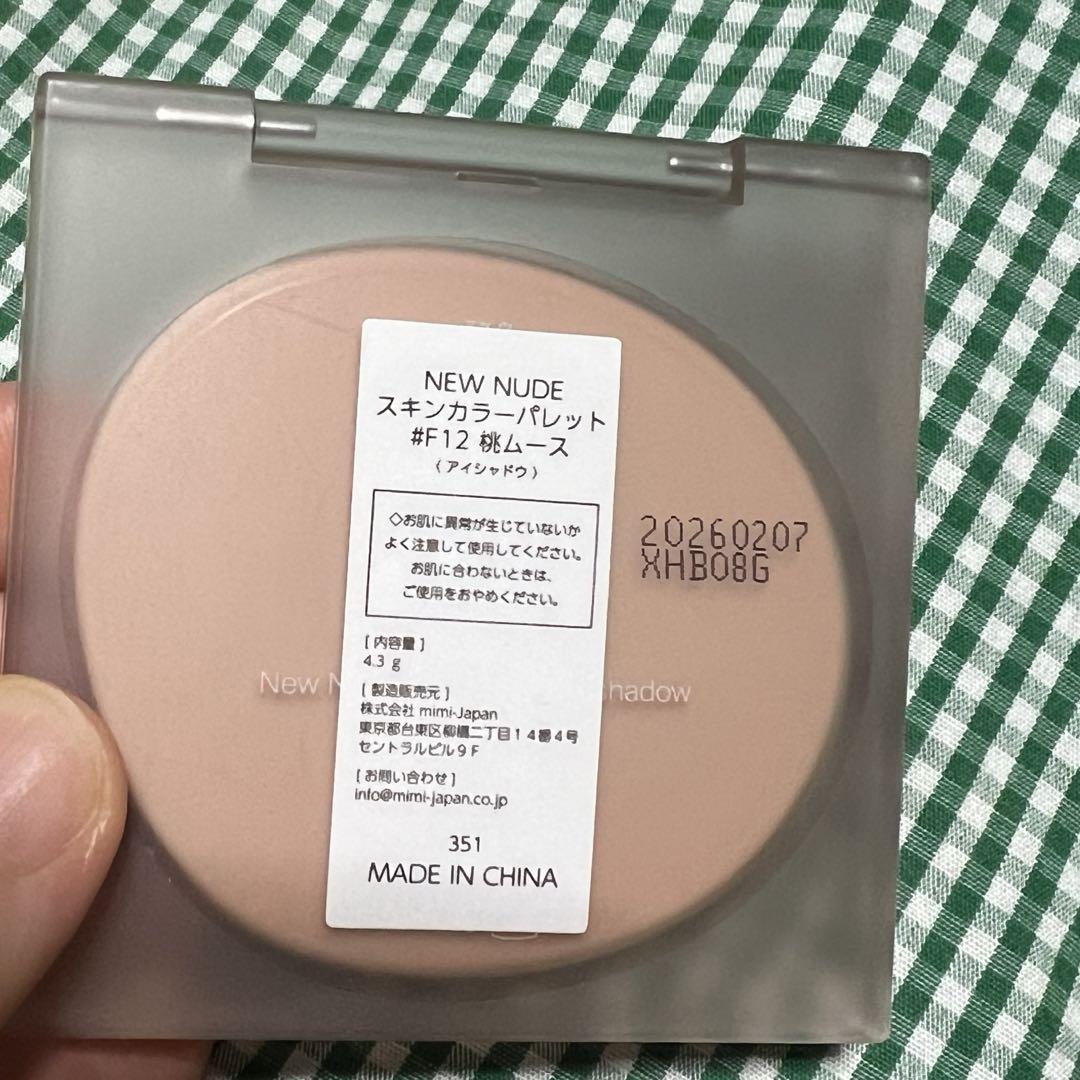 NEW NUDE
スキンカラーパレット
#F12 桃ムース
(アイシャドウ)
◇お肌に異常が生じていないか
よく注意して使用してください。
お肌に合わないときは、
ご使用をおやめください。
[内容量]
4.3 g
[製造販売元]
株式会社 mimi-Japan
東京都台東区柳橋二丁目14番4号
セントラルビル9F
[お問い合わせ]
info@mimi-japan.co.jp
351
MADE IN CHINA
20260207
XHB08G
New